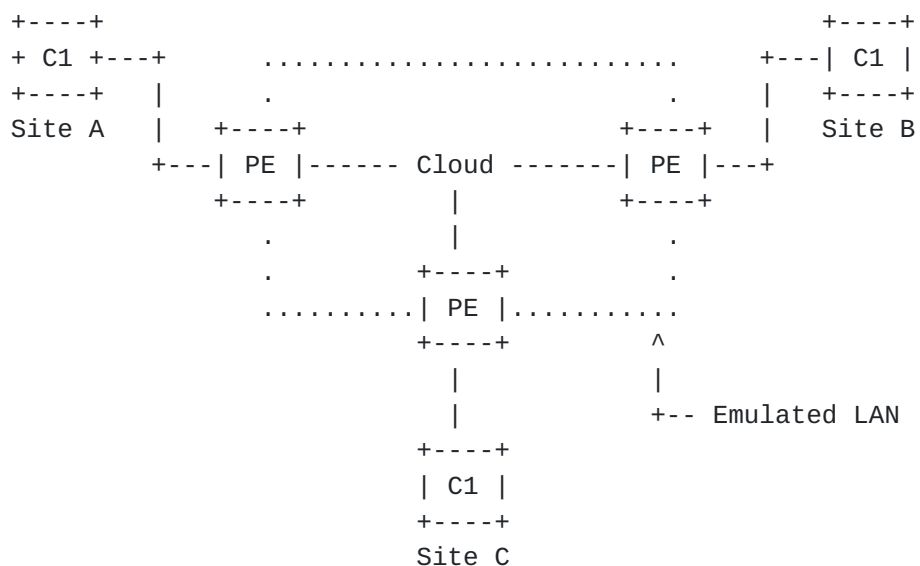 +----+                                              +----+
+ C1 +---+      ...........................     +---| C1 |
+----+   |      .                         .     |   +----+
Site A   |   +----+                    +----+   |   Site B
         +---| PE |------ Cloud -------| PE |---+
             +----+         |          +----+
                .           |             .
                .         +----+          .
                ..........| PE |...........
                          +----+         ^
                            |            |
                            |            +-- Emulated LAN
                          +----+
                          | C1 |
                          +----+
                          Site C